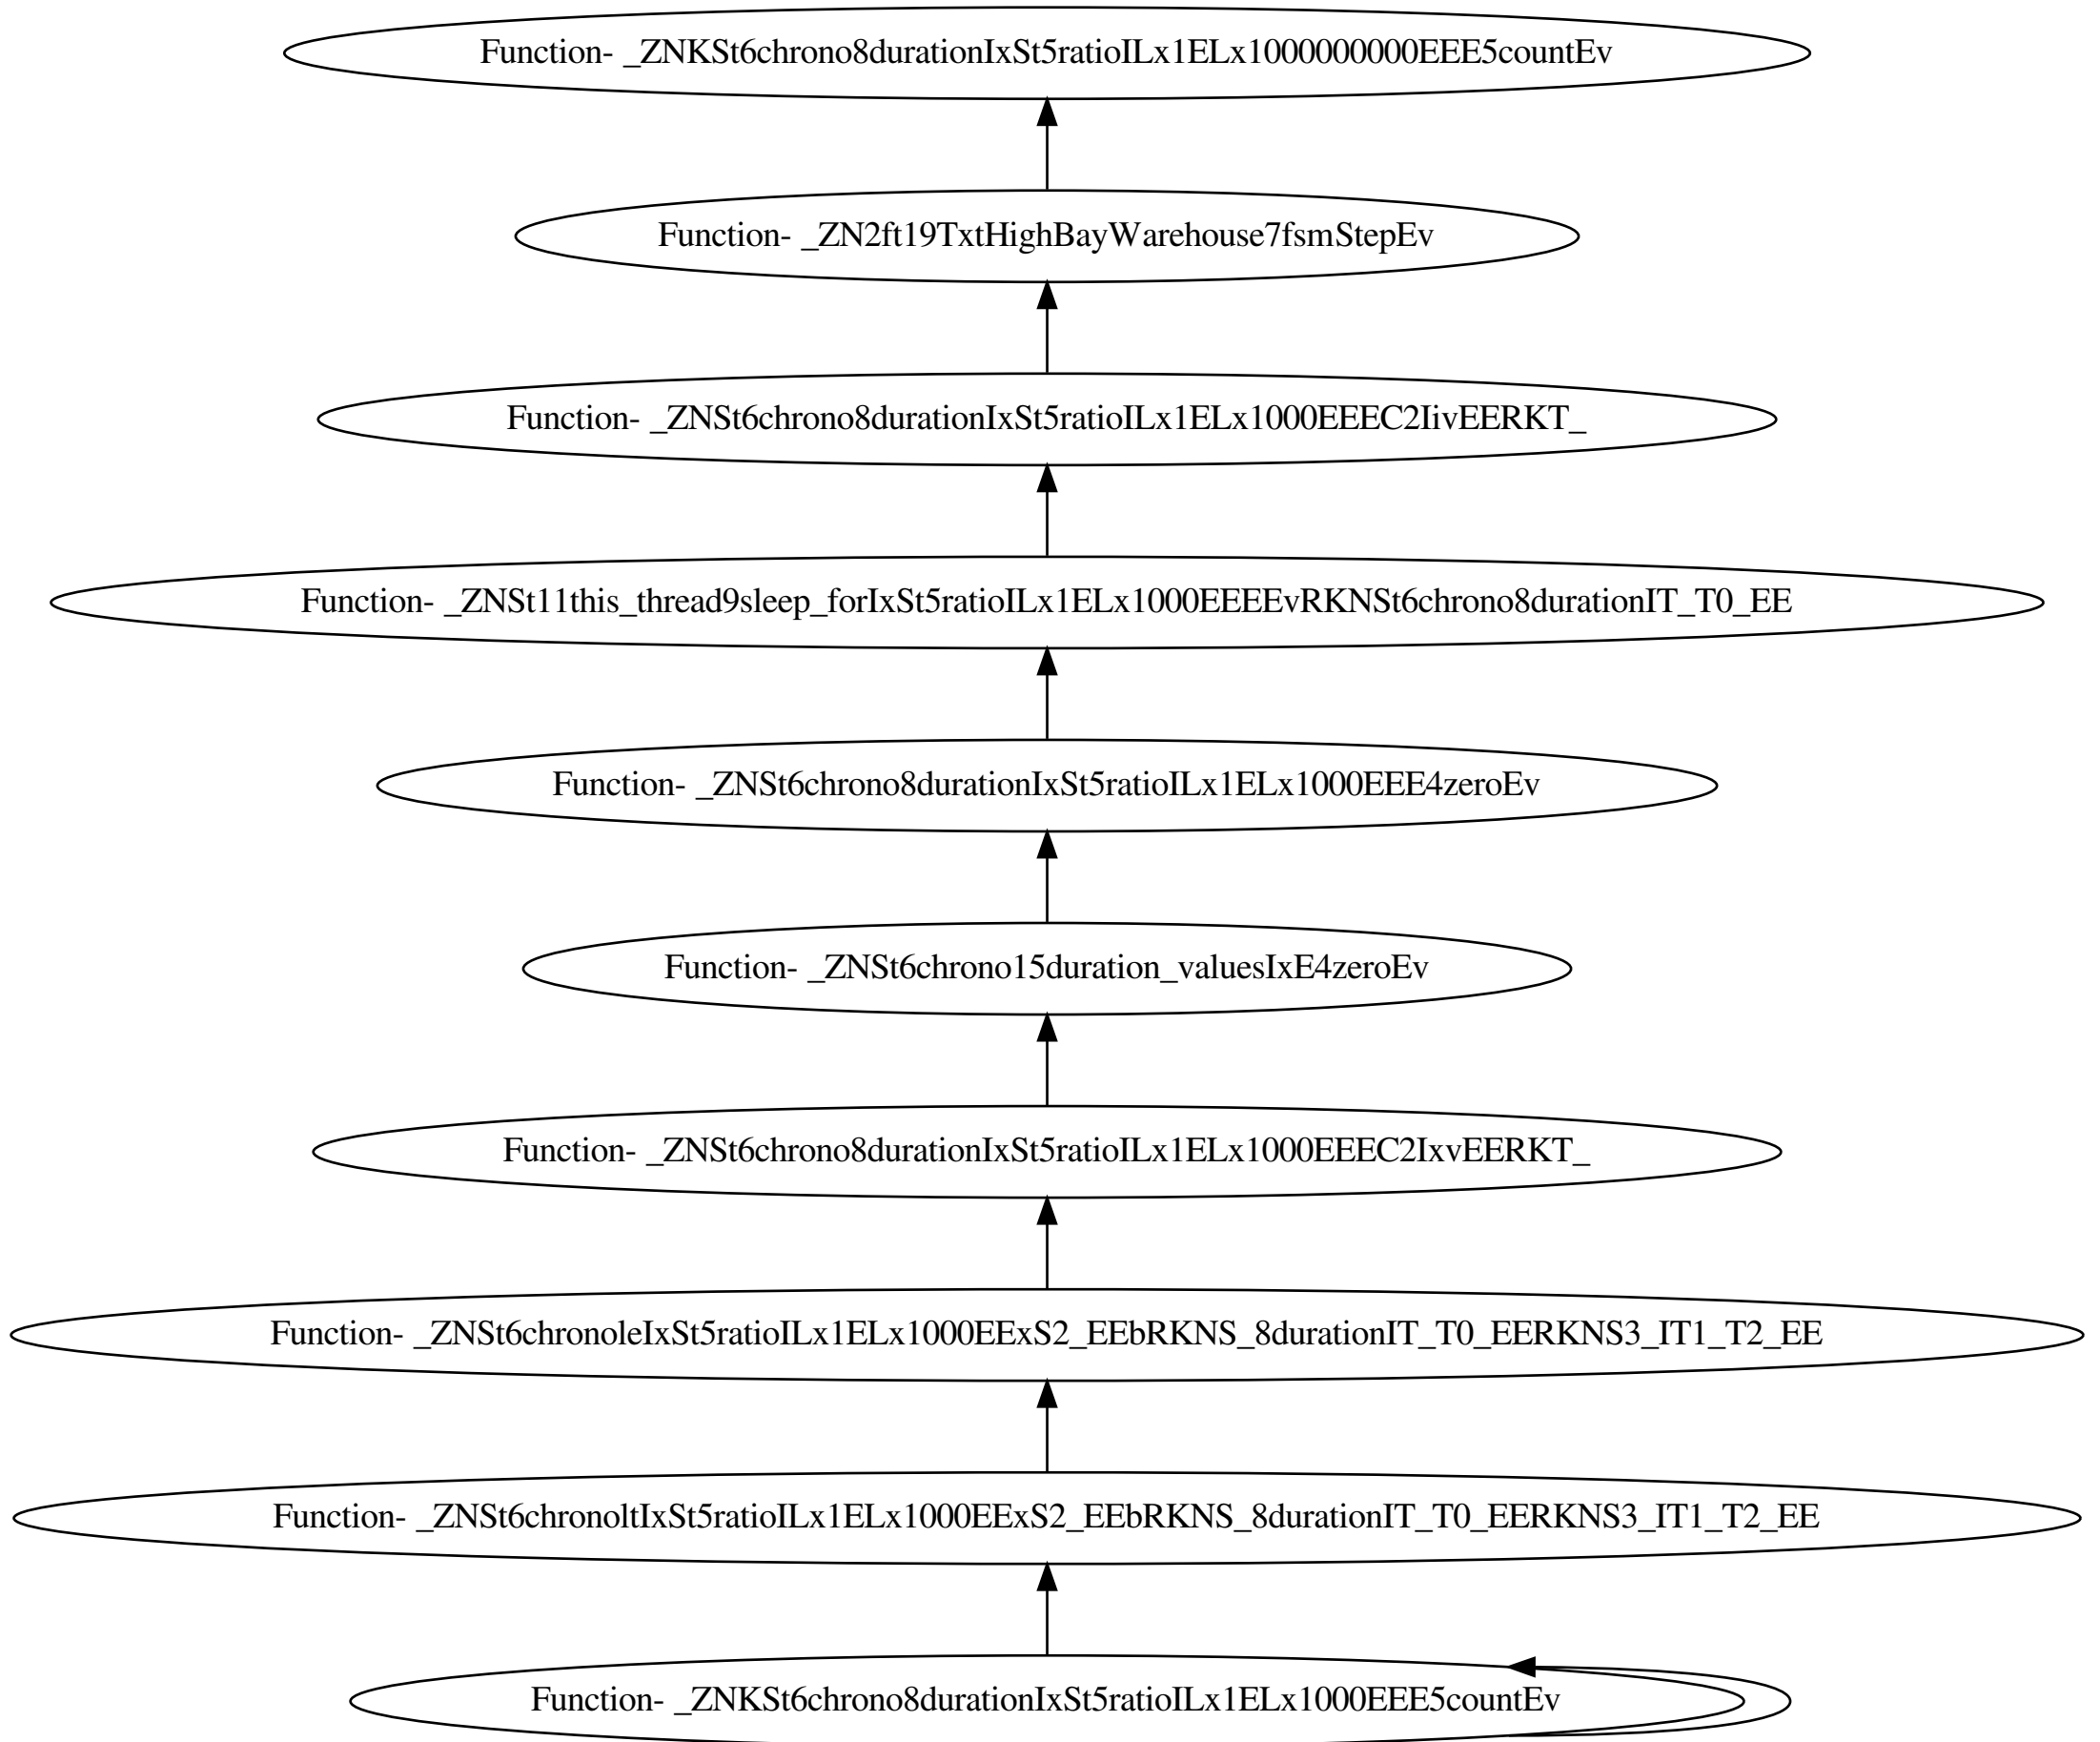 Function- _ZNKSt6chrono8durationIxSt5ratioILx1ELx1000000000EEE5countEv
Function- _ZN2ft19TxtHighBayWarehouse7fsmStepEv
Function- _ZNSt6chrono8durationIxSt5ratioILx1ELx1000EEEC2IivEERKT_
Function- _ZNSt11this_thread9sleep_forIxSt5ratioILx1ELx1000EEEEvRKNSt6chrono8durationIT_T0_EE
Function- _ZNSt6chrono8durationIxSt5ratioILx1ELx1000EEE4zeroEv
Function- _ZNSt6chrono15duration_valuesIxE4zeroEv
Function- _ZNSt6chrono8durationIxSt5ratioILx1ELx1000EEEC2IxvEERKT_
Function- _ZNSt6chronoleIxSt5ratioILx1ELx1000EExS2_EEbRKNS_8durationIT_T0_EERKNS3_IT1_T2_EE
Function- _ZNSt6chronoltIxSt5ratioILx1ELx1000EExS2_EEbRKNS_8durationIT_T0_EERKNS3_IT1_T2_EE
Function- _ZNKSt6chrono8durationIxSt5ratioILx1ELx1000EEE5countEv